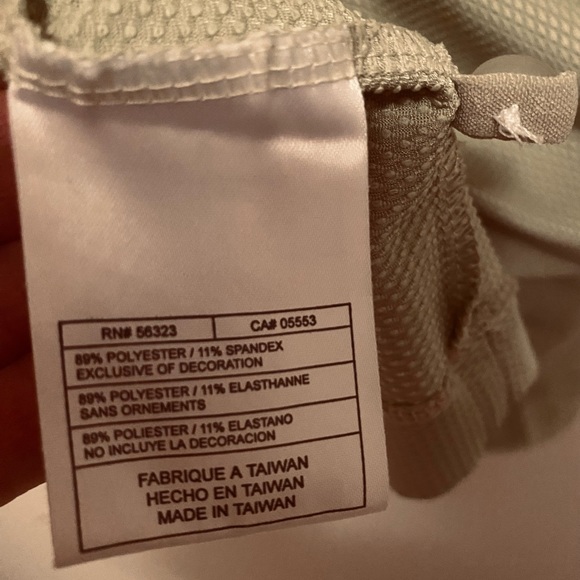 RN# 56323 CA# 05553
89% POLYESTER / 11% SPANDEX
EXCLUSIVE OF DECORATION
89% POLYESTER / 11% ELASTHANNE
SANS ORNEMENTS
89% POLIESTER / 11% ELASTANO
NO INCLUYE LA DECORACION
FABRIQUE A TAIWAN
HECHO EN TAIWAN
MADE IN TAIWAN